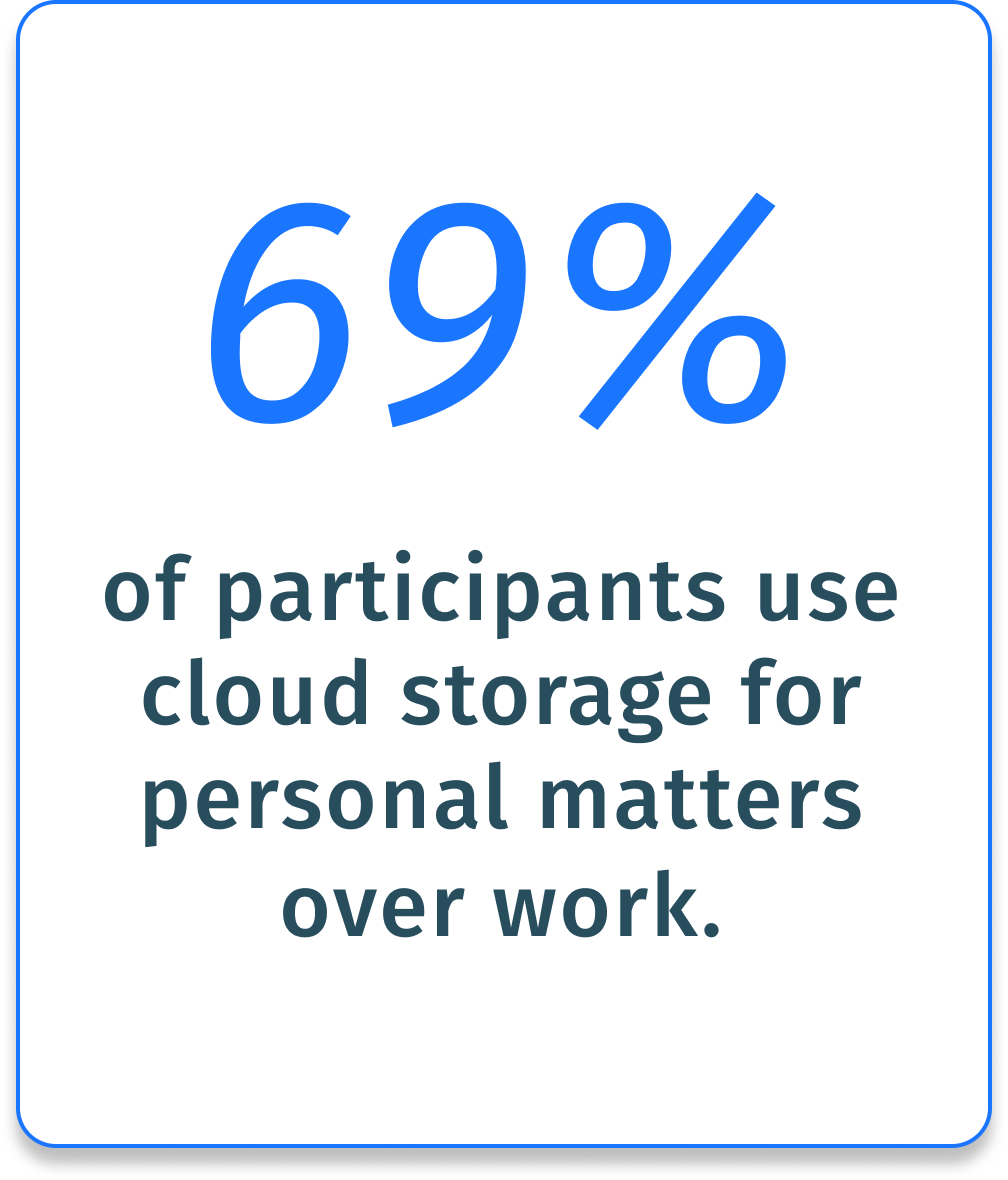 69%
of participants use
cloud storage for
personal matters
over work.